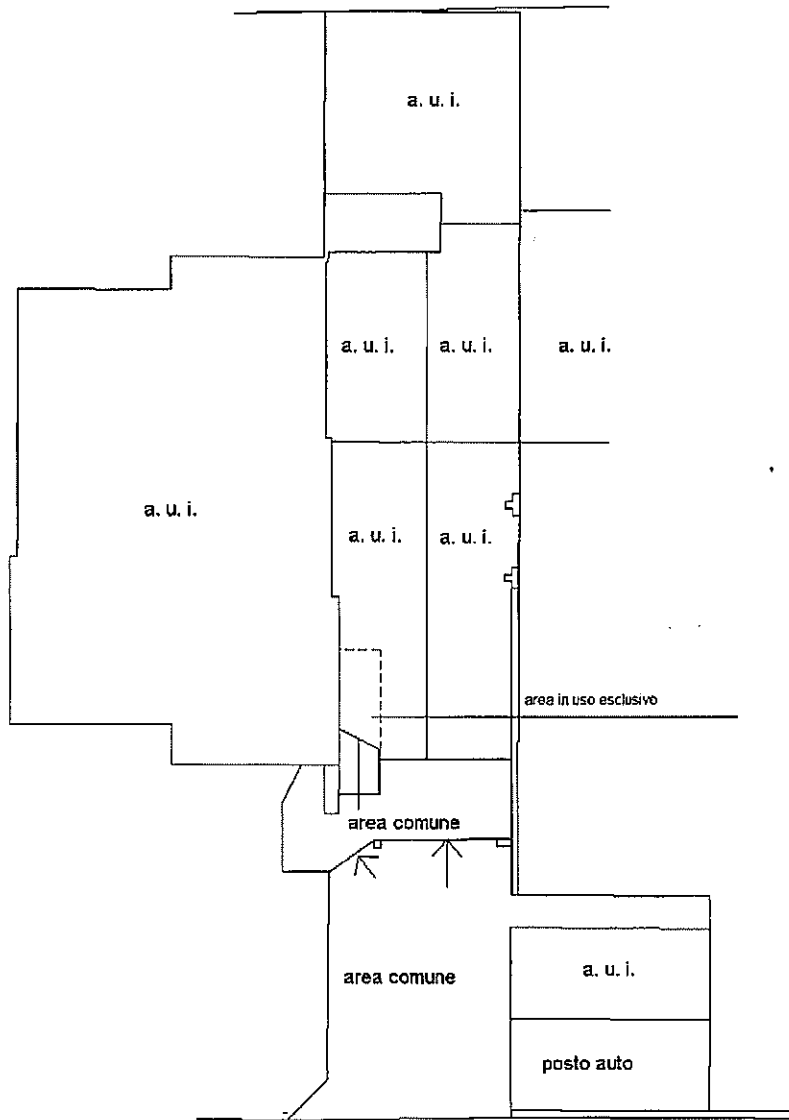 a. u. i.
a. u. i.
a. u. i.
a. u. i.
a. u. i.
a. u. i.
a. u. i.
area in uso esclusivo
area comune
area comune
a. u. i.
posto auto